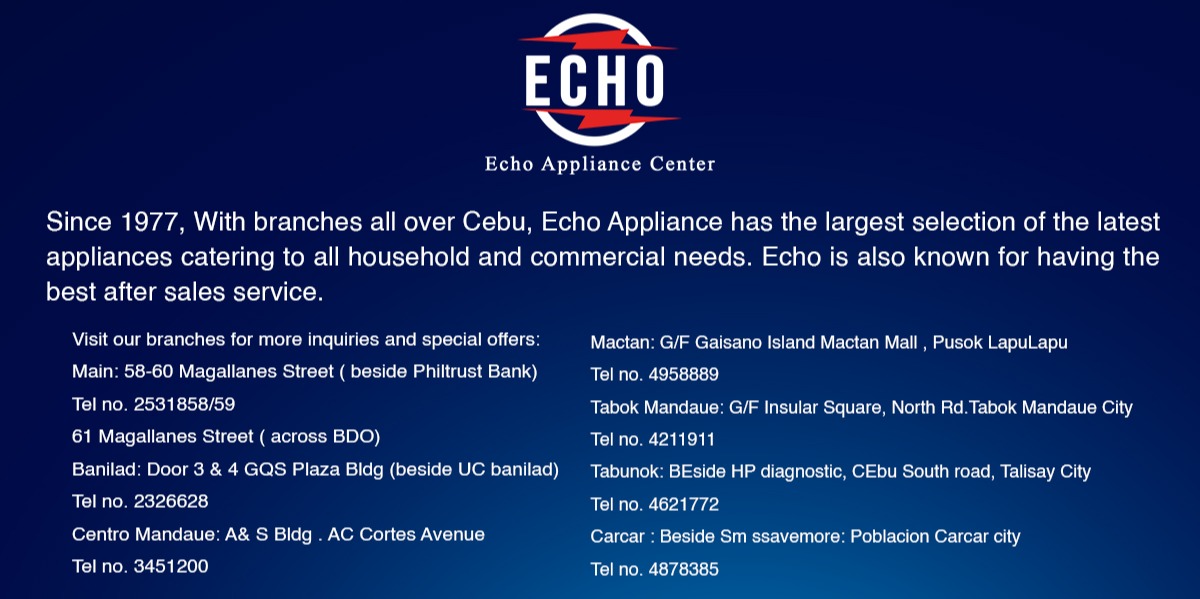 ECHO
Echo Appliance Center
Since 1977, With branches all over Cebu, Echo Appliance has the largest selection of the latest
appliances catering to all household and commercial needs. Echo is also known for having the
best after sales service.
Visit our branches for more inquiries and special offers:
Main: 58-60 Magallanes Street ( beside Philtrust Bank)
Tel no. 2531858/59
61 Magallanes Street ( across BDO)
Banilad: Door 3 & 4 GQS Plaza Bldg (beside UC banilad)
Tel no. 2326628
Centro Mandaue: A& S Bldg . AC Cortes Avenue
Tel no. 3451200
Mactan: G/F Gaisano Island Mactan Mall , Pusok LapuLapu
Tel no. 4958889
Tabok Mandaue: G/F Insular Square, North Rd.Tabok Mandaue City
Tel no. 4211911
Tabunok: BEside HP diagnostic, CEbu South road, Talisay City
Tel no. 4621772
Carcar : Beside Sm ssavemore: Poblacion Carcar city
Tel no. 4878385